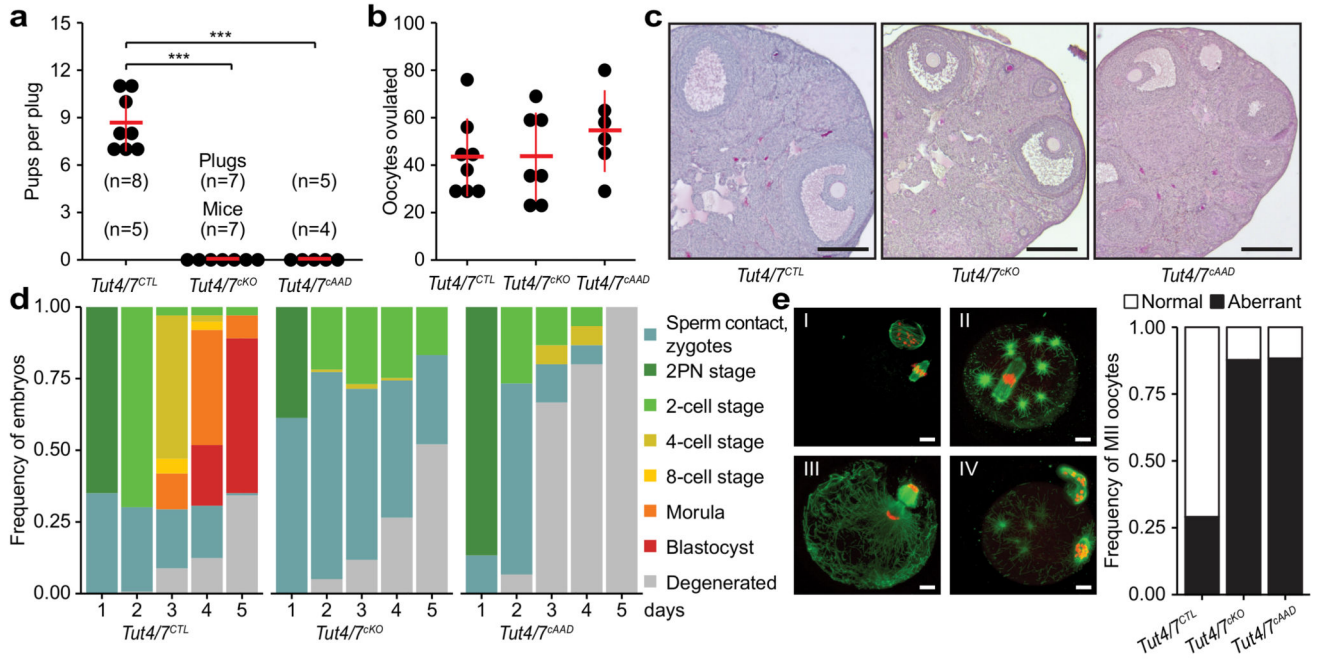 a
Pups per plug
15
12
9
6
3
0
***
***
Plugs
(n=8) (n=7) (n=5)
Mice
(n=5) (n=7) (n=4)
Tut4/7CTL Tut4/7cKO Tut4/7cAAD
b
Oocytes ovulated
100
80
60
40
20
0
Tut4/7CTL Tut4/7cKO Tut4/7cAAD
c
Tut4/7CTL Tut4/7cKO Tut4/7cAAD
d
Frequency of embryos
1.00
0.75
0.50
0.25
0.00
1 2 3 4 5 1 2 3 4 5 1 2 3 4 5 days
Tut4/7CTL Tut4/7cKO Tut4/7cAAD
Sperm contact,
zygotes
2PN stage
2-cell stage
4-cell stage
8-cell stage
Morula
Blastocyst
Degenerated
e
I
II
III
IV
Normal Aberrant
Frequency of MII oocytes
1.00
0.75
0.50
0.25
0.00
Tut4/7CTL Tut4/7cKO Tut4/7cAAD